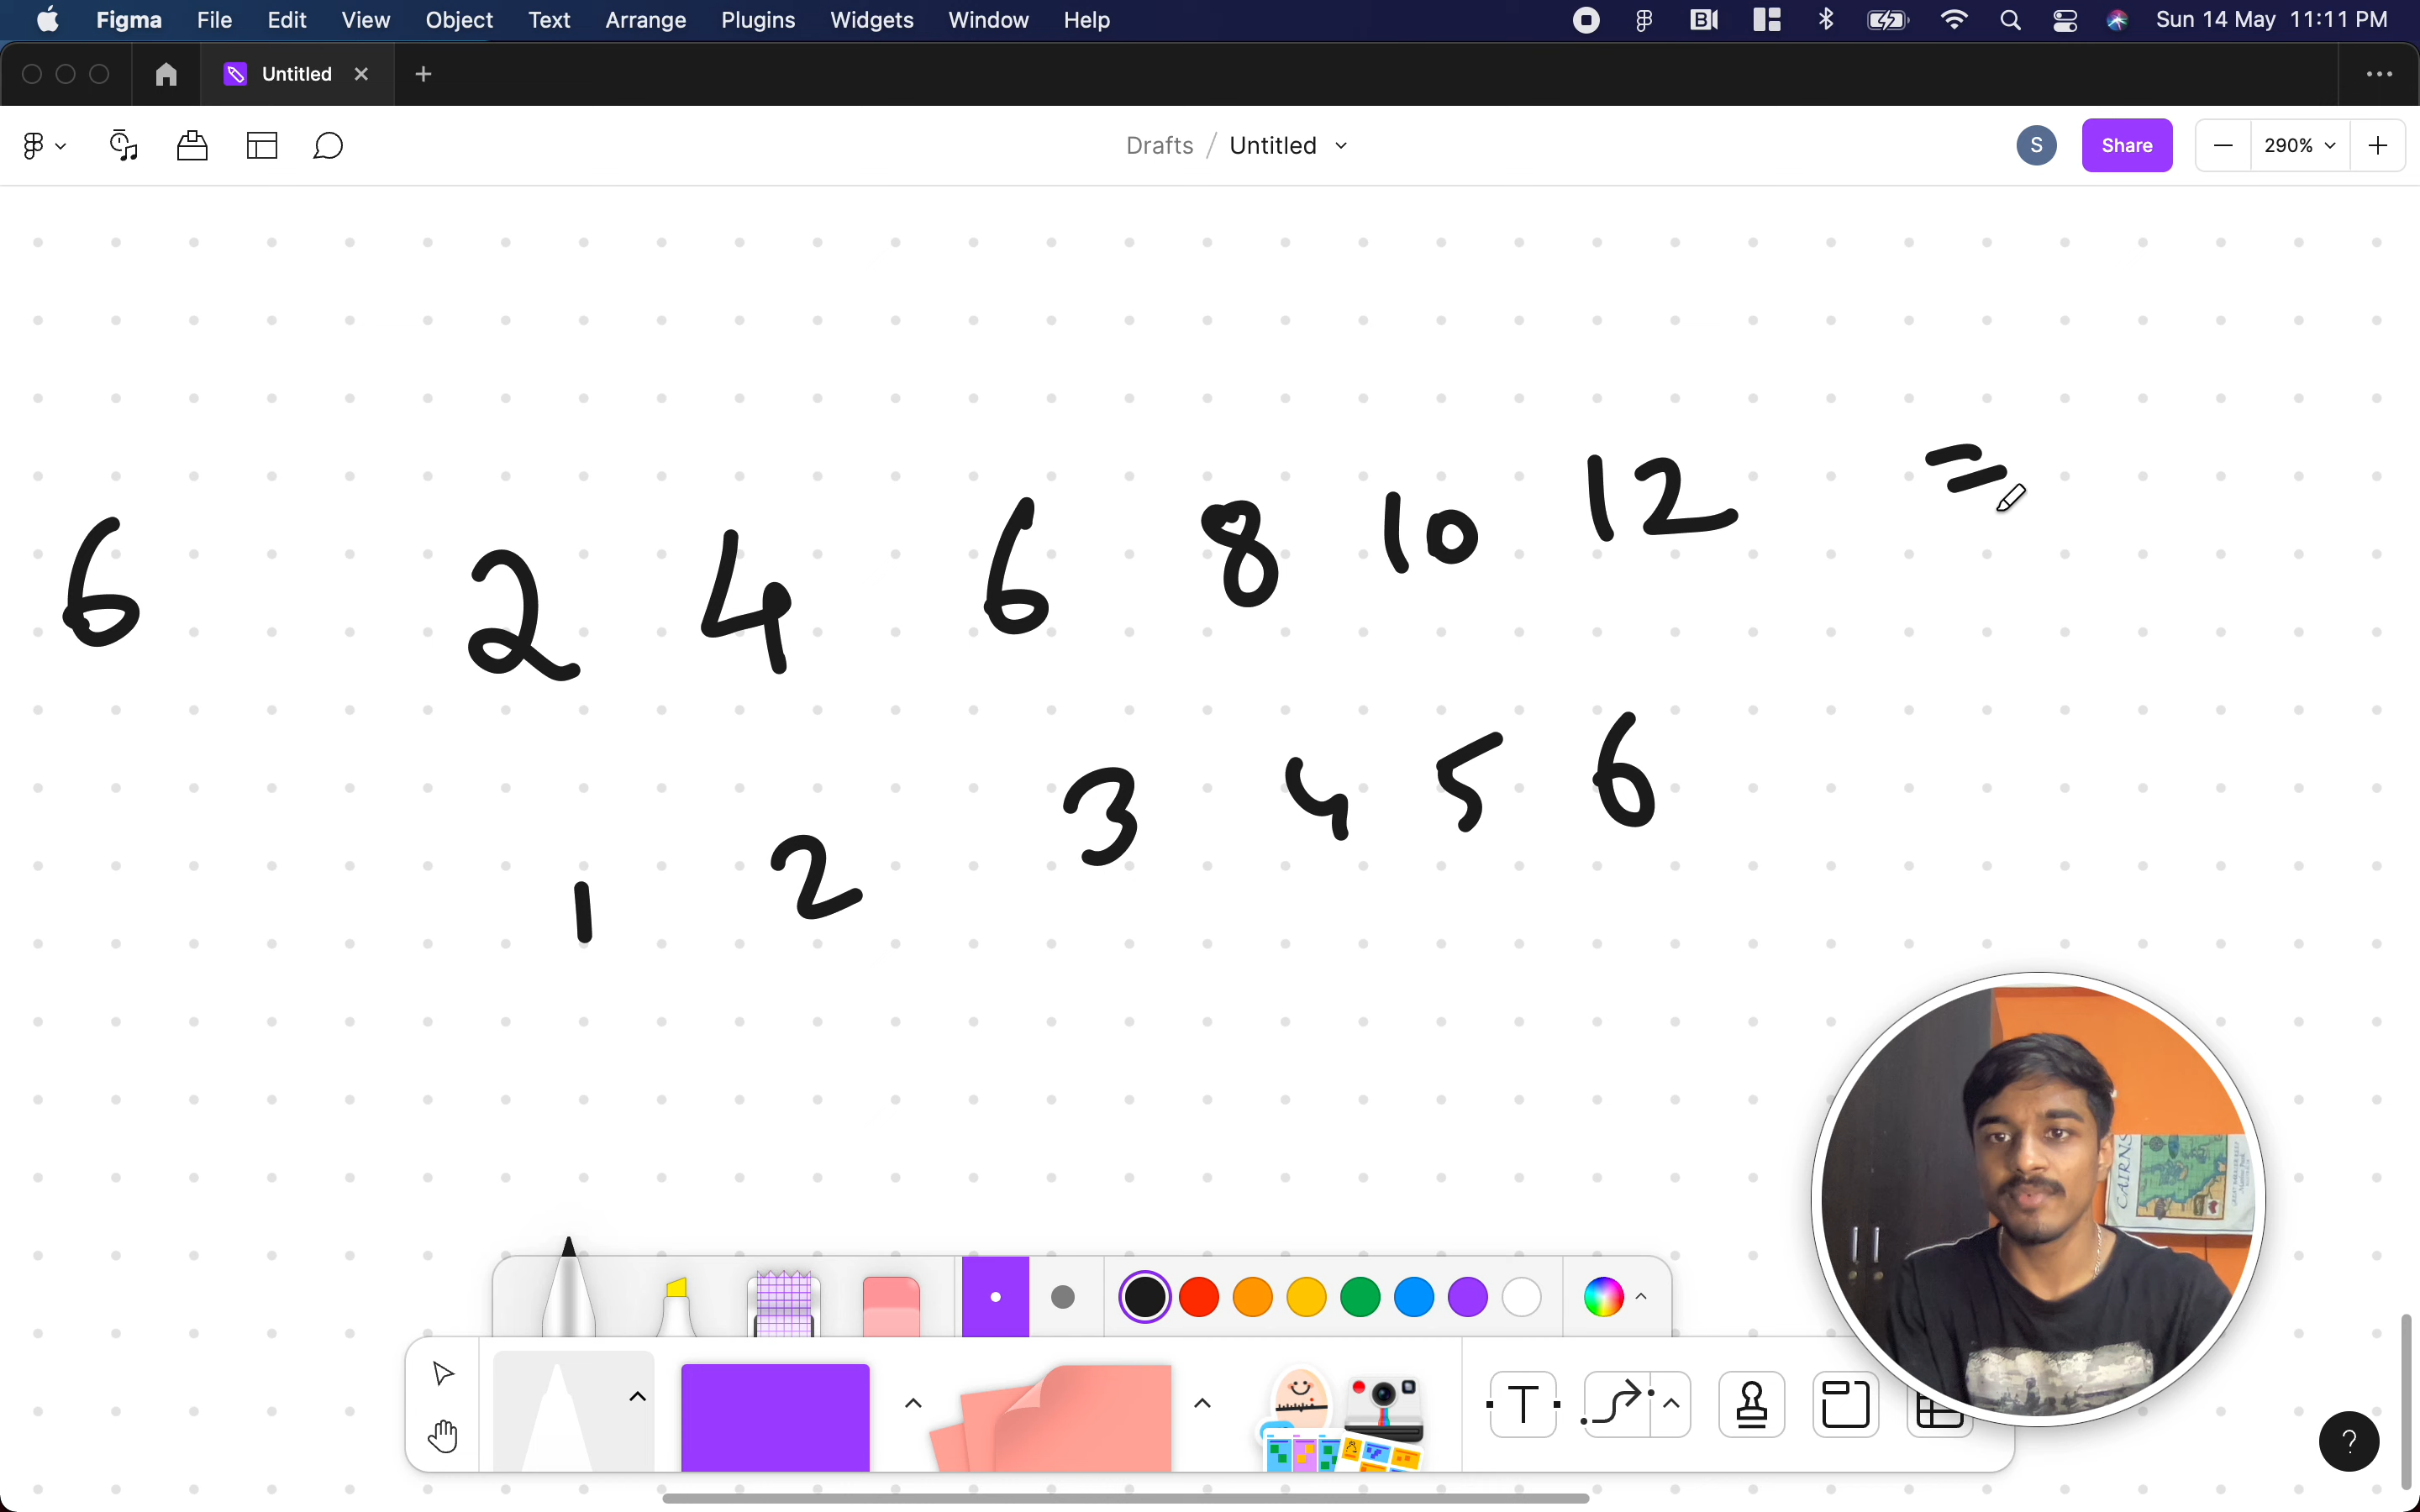 Figma File Edit View Object Text Arrange Plugins Widgets Window Help Sun 14 May 11:11 PM
Untitled
Drafts / Untitled S Share 290%
6 2 4 6 8 10 12 =
1 2 3 4 5 6
CAIRNS
T
?